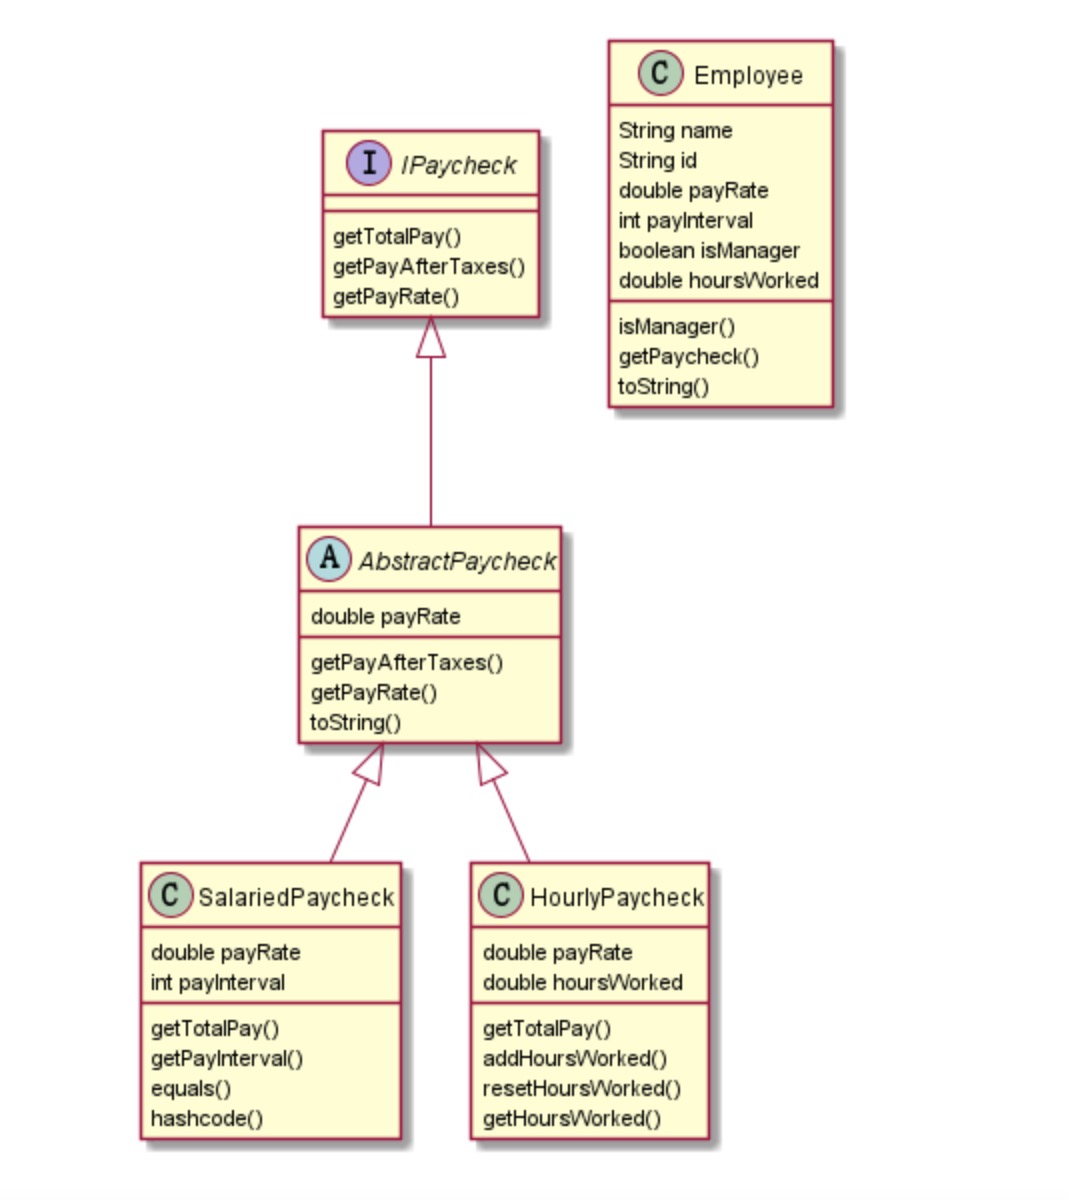 C Employee
String name
String id
double payRate
int payInterval
boolean isManager
double hoursWorked
isManager()
getPaycheck()
toString()
I IPaycheck
getTotalPay()
getPayAfterTaxes()
getPayRate()
A AbstractPaycheck
double payRate
getPayAfterTaxes()
getPayRate()
toString()
C SalariedPaycheck
double payRate
int payInterval
getTotalPay()
getPayInterval()
equals()
hashcode()
C HourlyPaycheck
double payRate
double hoursWorked
getTotalPay()
addHoursWorked()
resetHoursWorked()
getHoursWorked()